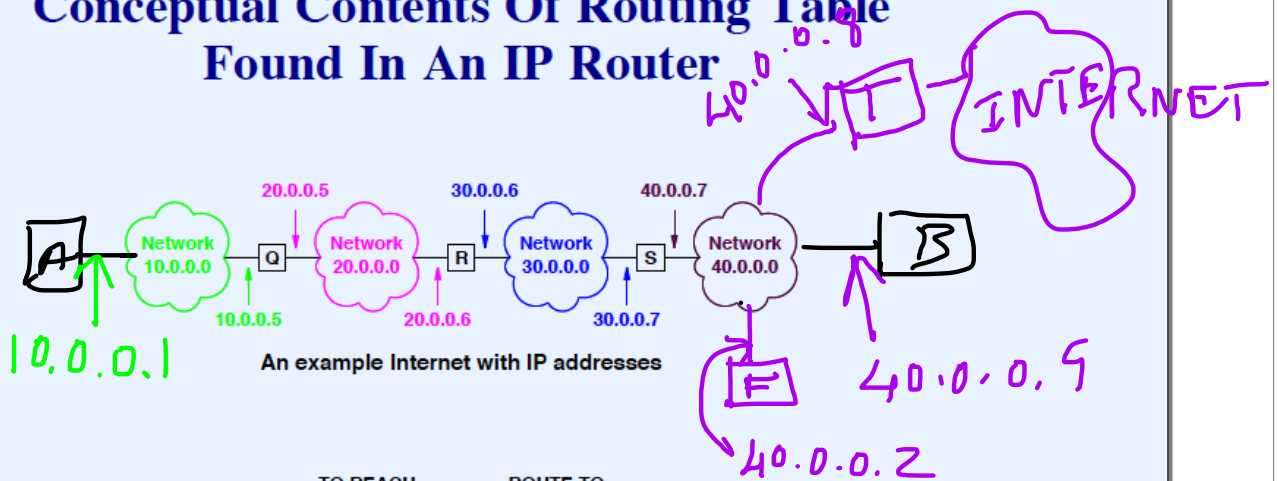 Conceptual Contents Of Routing Table
Found In An IP Router
40.0.0.8
T
INTERNET
20.0.0.5
30.0.0.6
40.0.0.7
A
Network
10.0.0.0
Q
Network
20.0.0.0
R
Network
30.0.0.0
S
Network
40.0.0.0
B
10.0.0.5
20.0.0.6
30.0.0.7
10.0.0.1
An example Internet with IP addresses
F
40.0.0.9
40.0.0.2
TO REACH
ROUTE TO